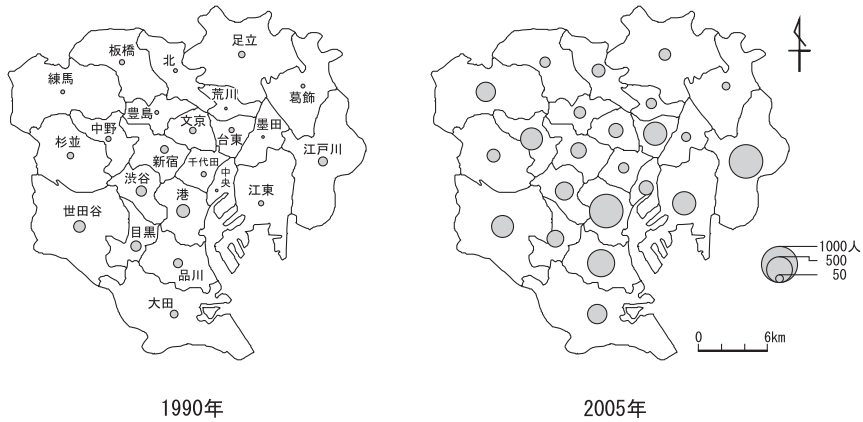 足立
板橋
北
練馬
荒川
葛飾
豊島
文京
中野
台東
墨田
杉並
新宿
千代田
江戸川
渋谷
中央
港
江東
世田谷
目黒
品川
大田
1000人
500
50
0 6km
1990年
2005年